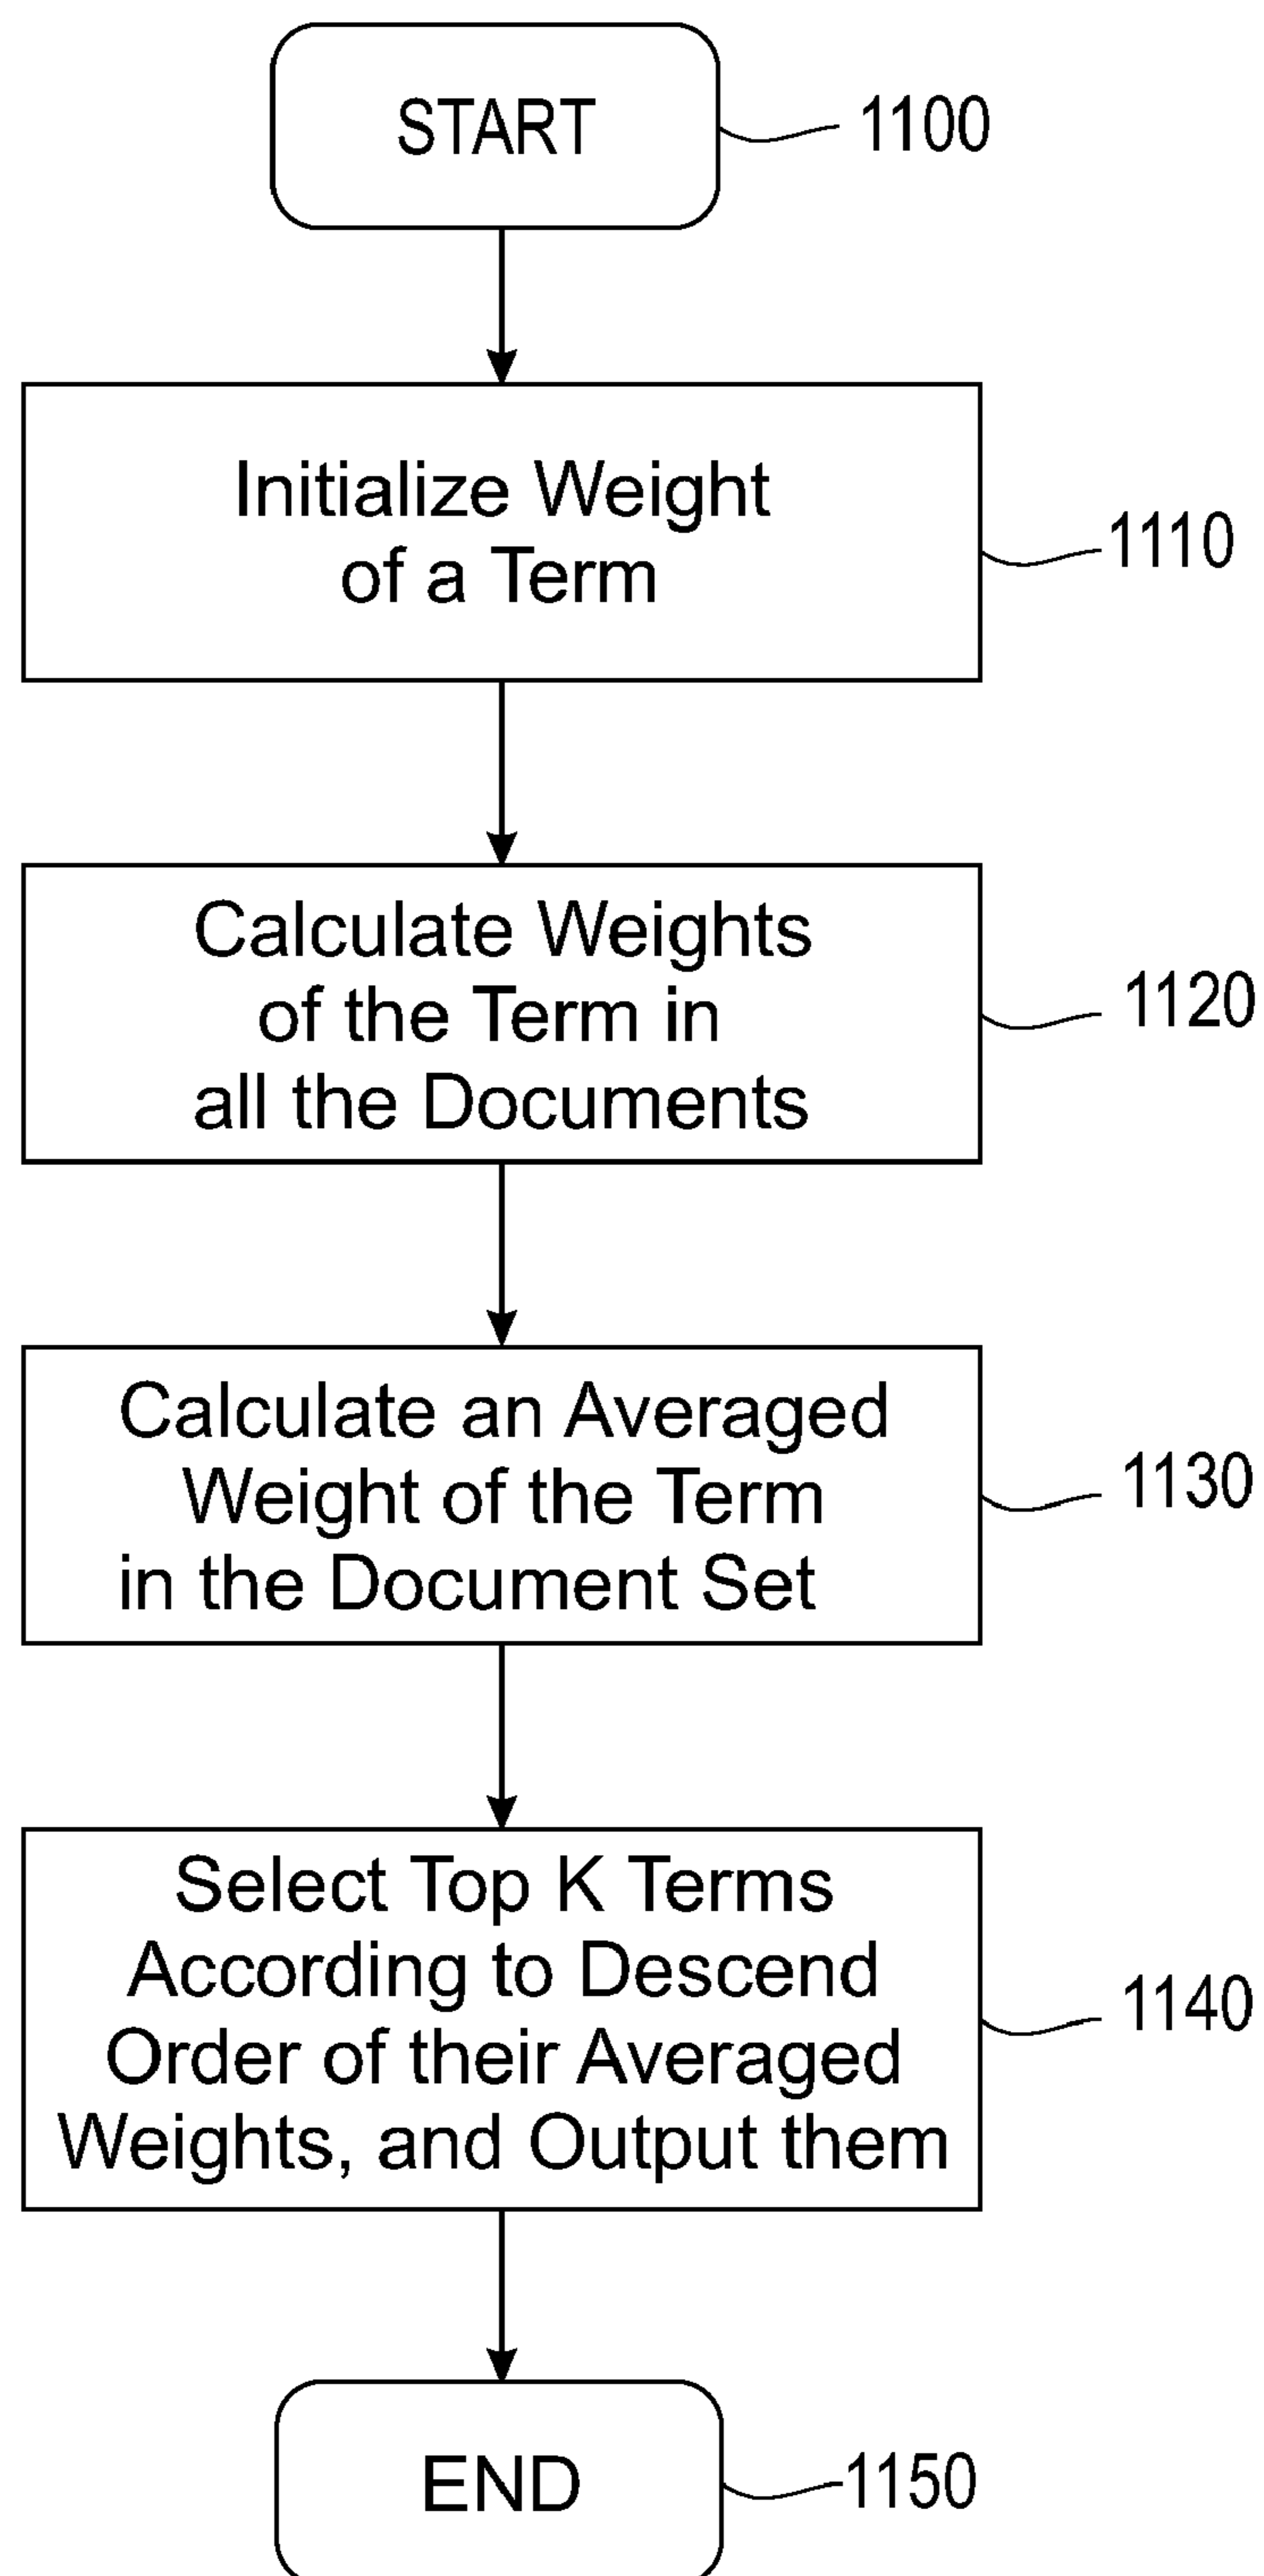 START
1100
Initialize Weight
of a Term
1110
Calculate Weights
of the Term in
all the Documents
1120
Calculate an Averaged
Weight of the Term
in the Document Set
1130
Select Top K Terms
According to Descend
Order of their Averaged
Weights, and Output them
1140
END
1150